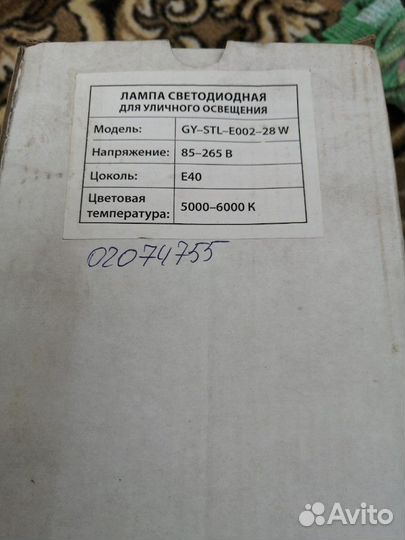 ЛАМПА СВЕТОДИОДНАЯ
ДЛЯ УЛИЧНОГО ОСВЕЩЕНИЯ
Модель: GY–STL–E002–28 W
Напряжение: 85–265 В
Цоколь: E40
Цветовая
температура: 5000–6000 К
02074755
Avito